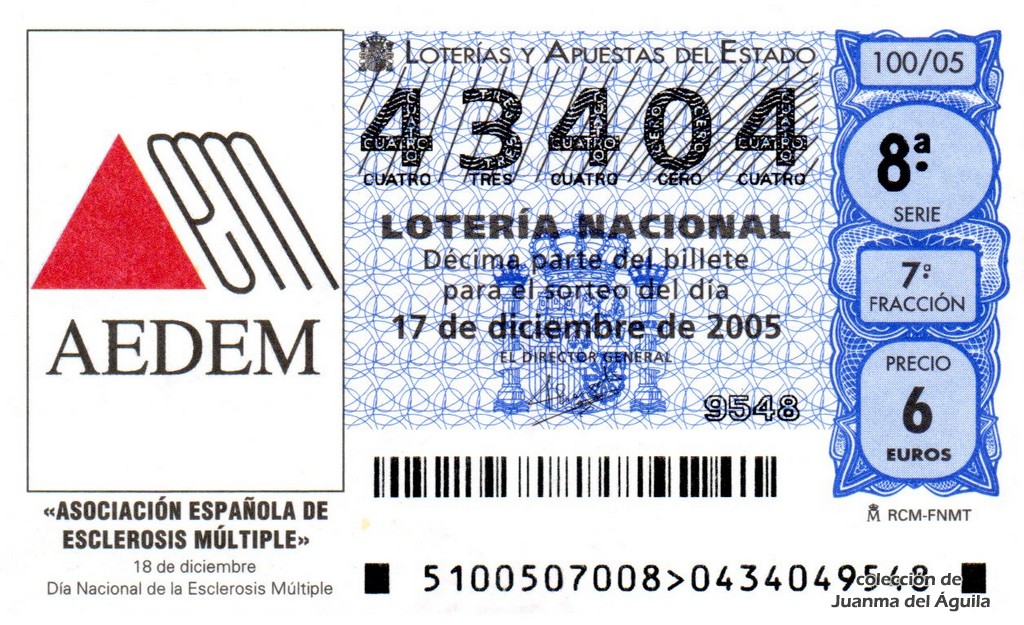 LOTERÍAS Y APUESTAS DEL ESTADO
43404
CUATRO TRES CUATRO CERO CUATRO
LOTERÍA NACIONAL
Décima parte del billete
para el sorteo del día
17 de diciembre de 2005
EL DIRECTOR GENERAL
9548
100/05
8ª
SERIE
7ª
FRACCIÓN
PRECIO
6
EUROS
RCM-FNMT
em
AEDEM
«ASOCIACIÓN ESPAÑOLA DE
ESCLEROSIS MÚLTIPLE»
18 de diciembre
Día Nacional de la Esclerosis Múltiple
5100507008>0434049548
colección de
Juanma del Águila